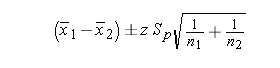 (x̅₁ − x̅₂) ± z Sₚ √(1/n₁ + 1/n₂)